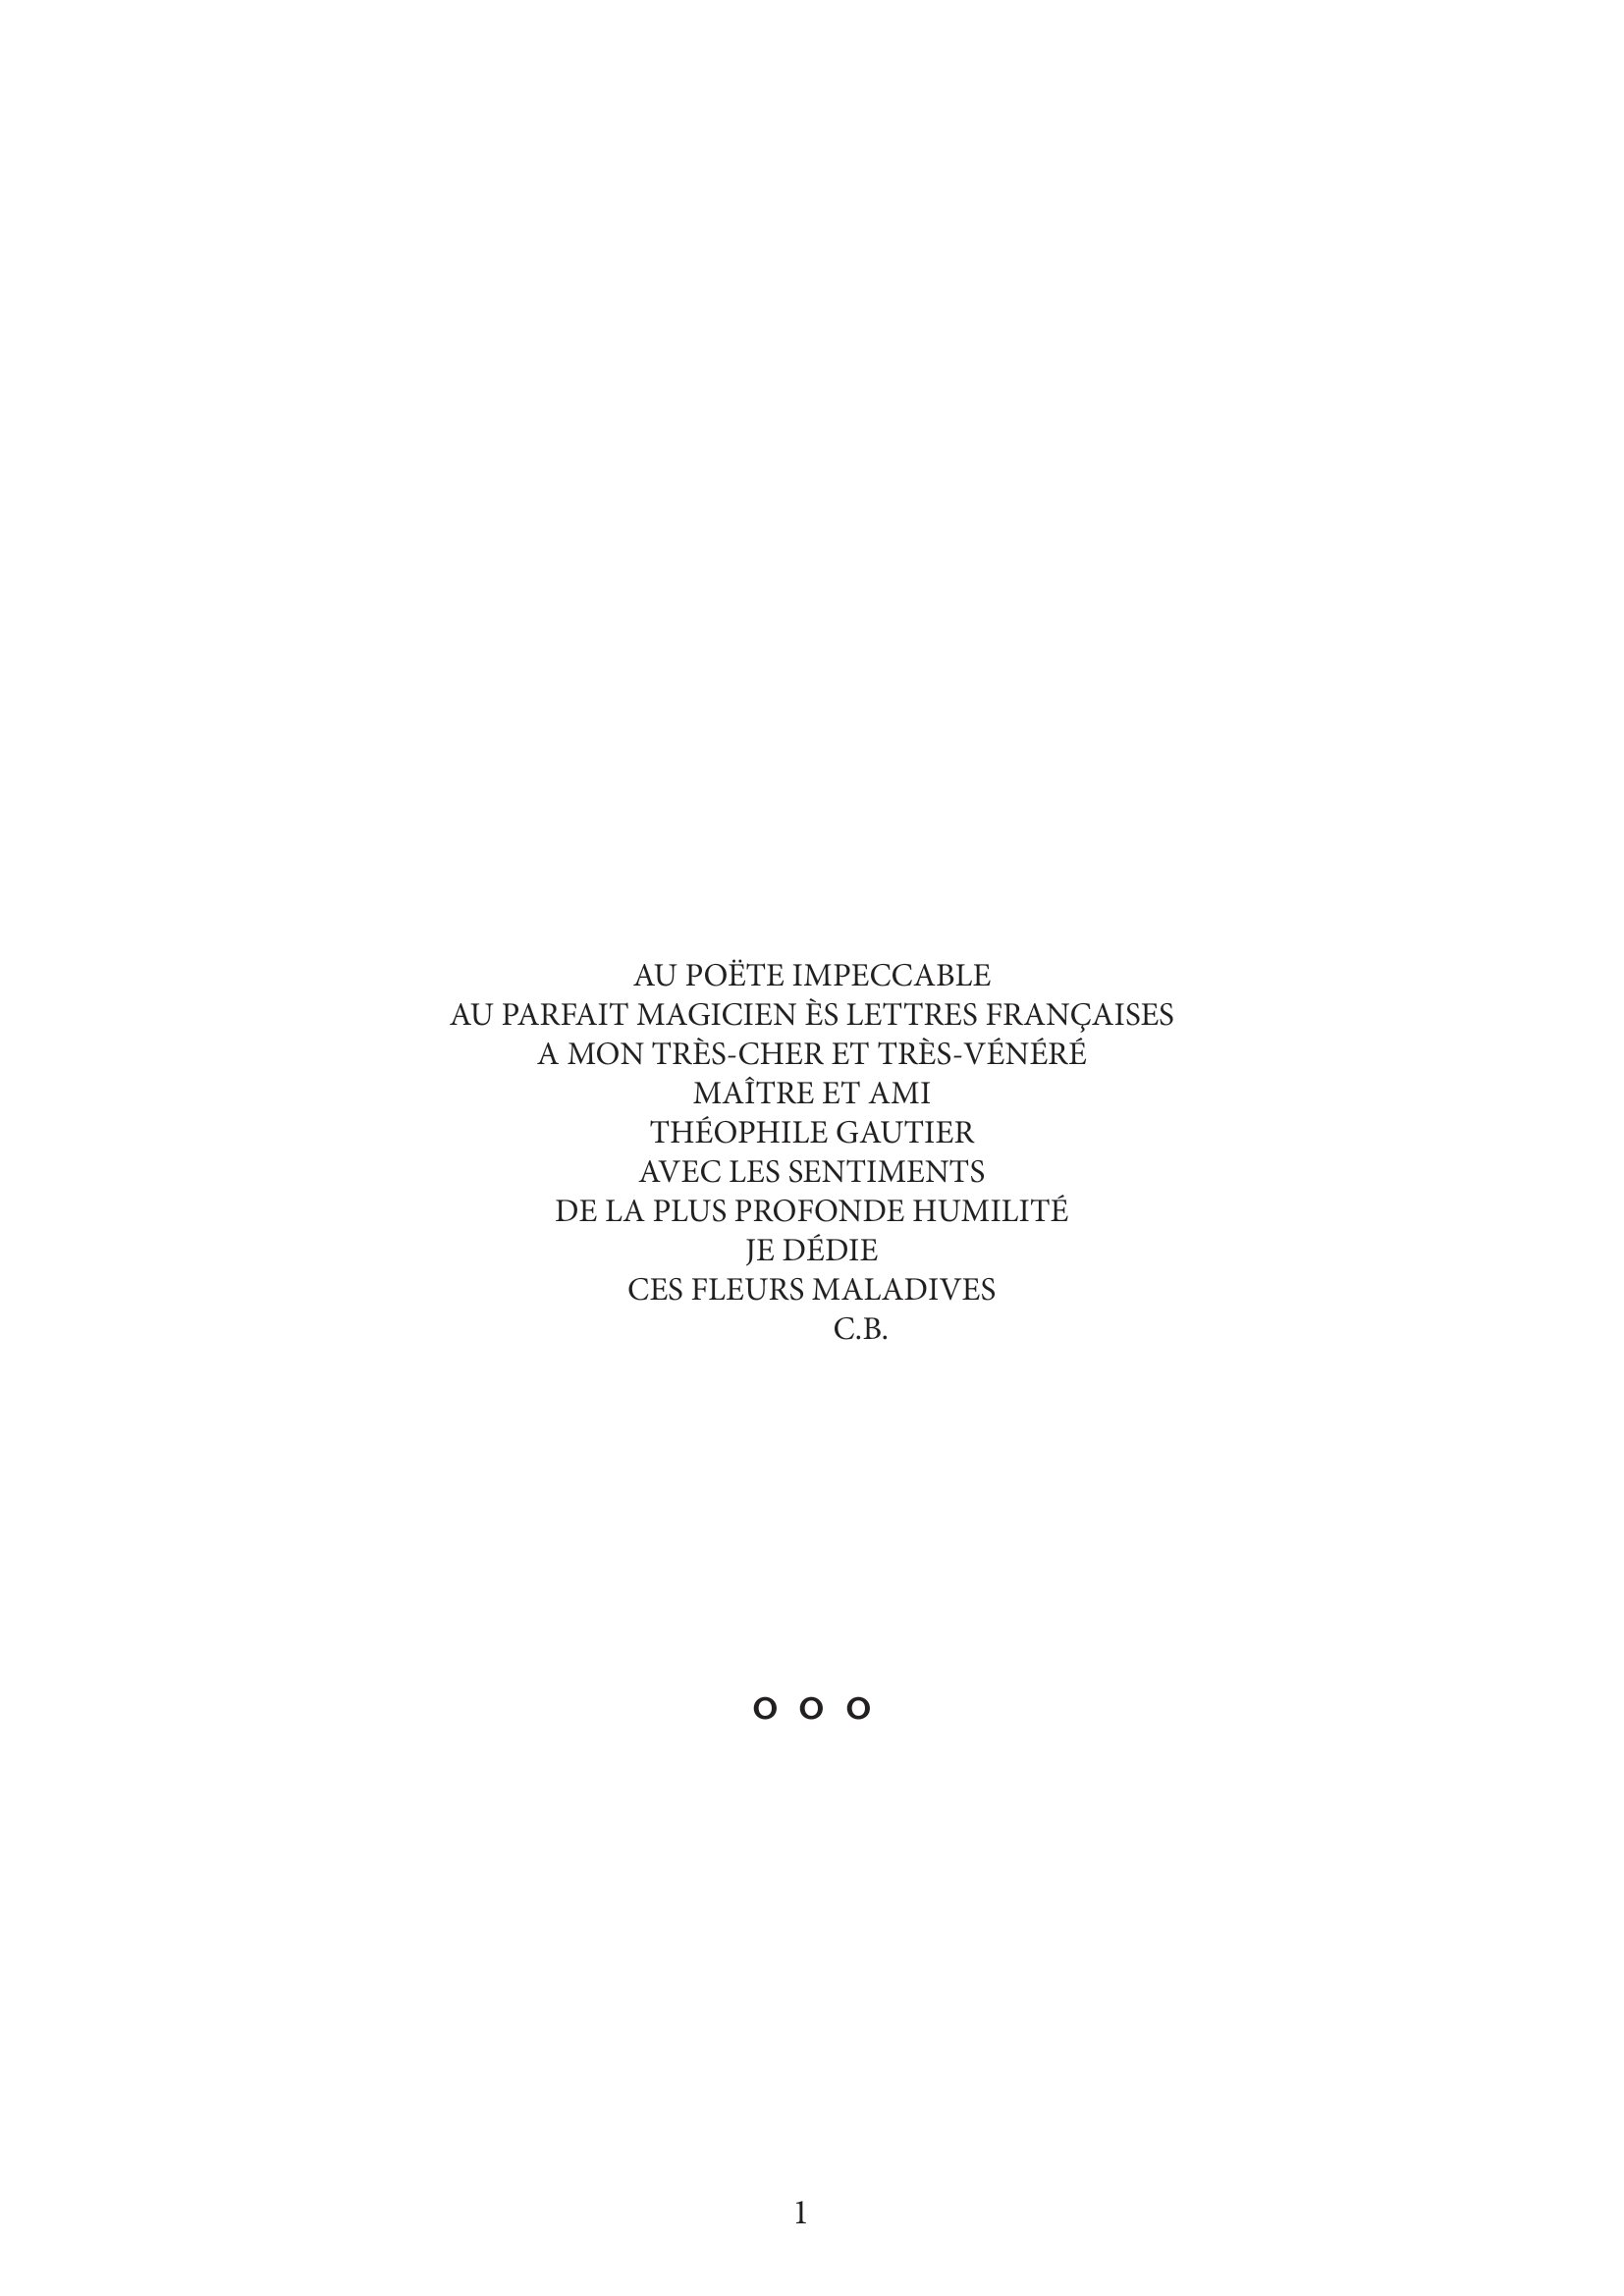 AU POËTE IMPECCABLE
AU PARFAIT MAGICIEN ÈS LETTRES FRANÇAISES
A MON TRÈS-CHER ET TRÈS-VÉNÉRÉ
MAÎTRE ET AMI
THÉOPHILE GAUTIER
AVEC LES SENTIMENTS
DE LA PLUS PROFONDE HUMILITÉ
JE DÉDIE
CES FLEURS MALADIVES
C.B.
o o o
1